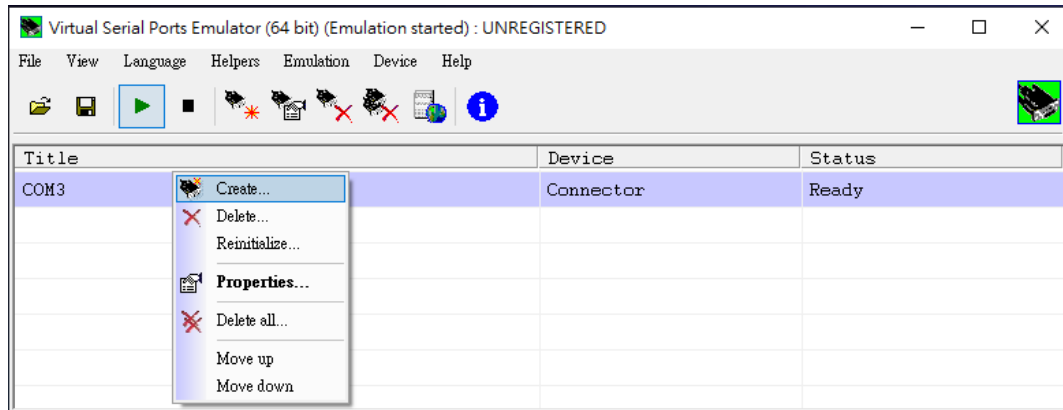 Virtual Serial Ports Emulator (64 bit) (Emulation started) : UNREGISTERED
File View Language Helpers Emulation Device Help
Title Device Status
COM3 Connector Ready
Create...
Delete...
Reinitialize...
Properties...
Delete all...
Move up
Move down